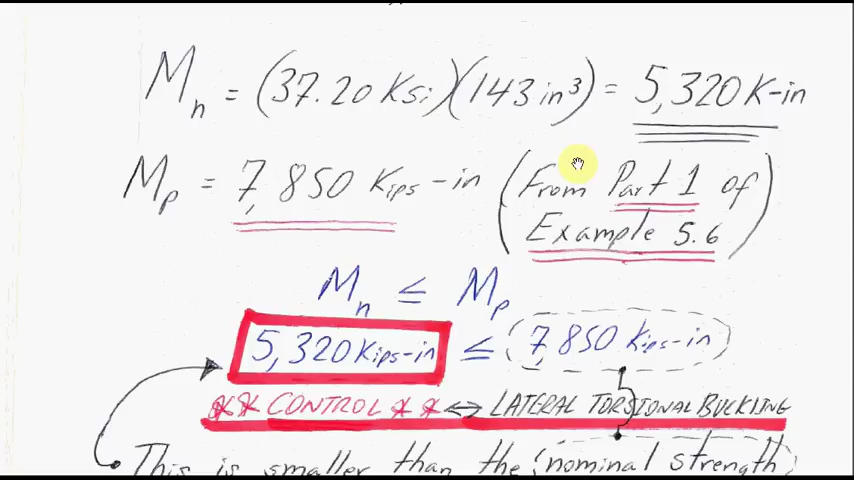 Mn = (37.20 Ksi)(143 in³) = 5,320 K-in
Mp = 7,850 Kips-in (From Part 1 of
Example 5.6)
Mn ≤ Mp
5,320 Kips-in ≤ 7,850 Kips-in
** CONTROL ** ⇔ LATERAL TORSIONAL BUCKLING
This is smaller than the (nominal strength